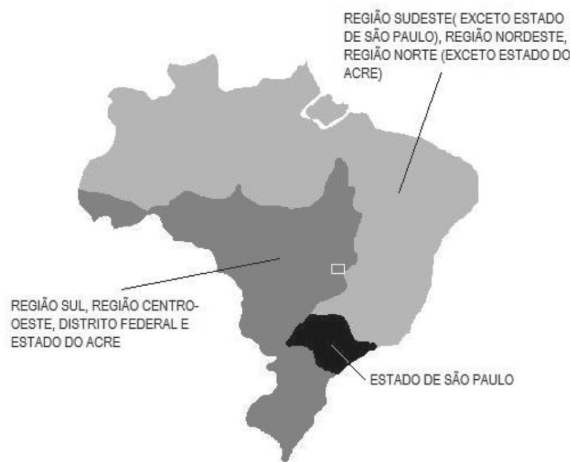 REGIÃO SUDESTE( EXCETO ESTADO
DE SÃO PAULO), REGIÃO NORDESTE,
REGIÃO NORTE (EXCETO ESTADO DO
ACRE)
REGIÃO SUL, REGIÃO CENTRO-
OESTE, DISTRITO FEDERAL E
ESTADO DO ACRE
ESTADO DE SÃO PAULO